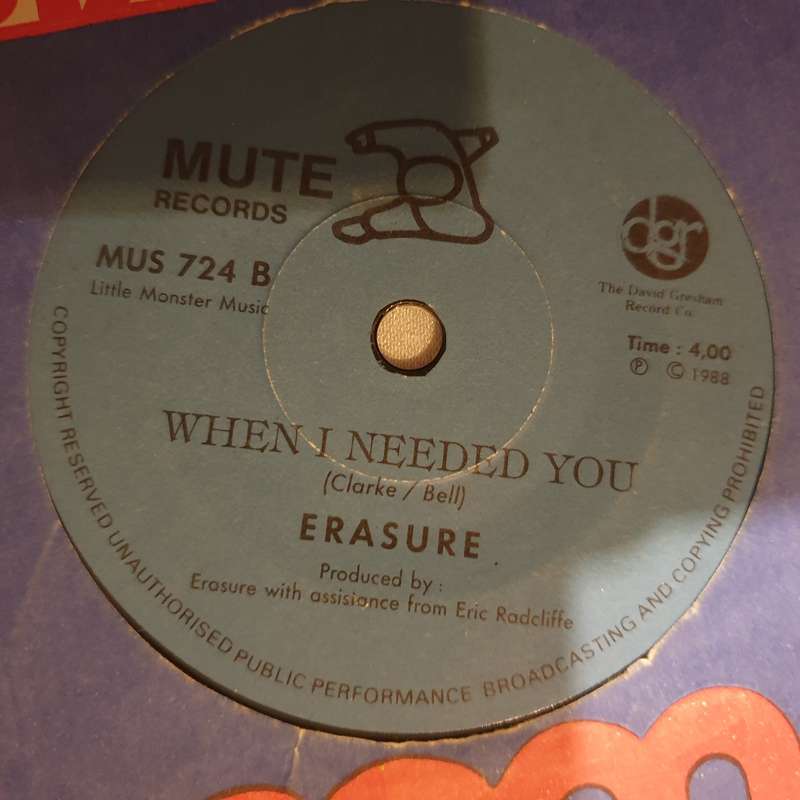 MUTE
RECORDS
MUS 724 B
Little Monster Music
dgr
The David Gresham
Record Co.
Time : 4,00
Ⓟ © 1988
WHEN I NEEDED YOU
(Clarke / Bell)
ERASURE
Produced by :
Erasure with assisiance from Eric Radcliffe
COPYRIGHT RESERVED UNAUTHORISED PUBLIC PERFORMANCE BROADCASTING AND COPYING PROHIBITED